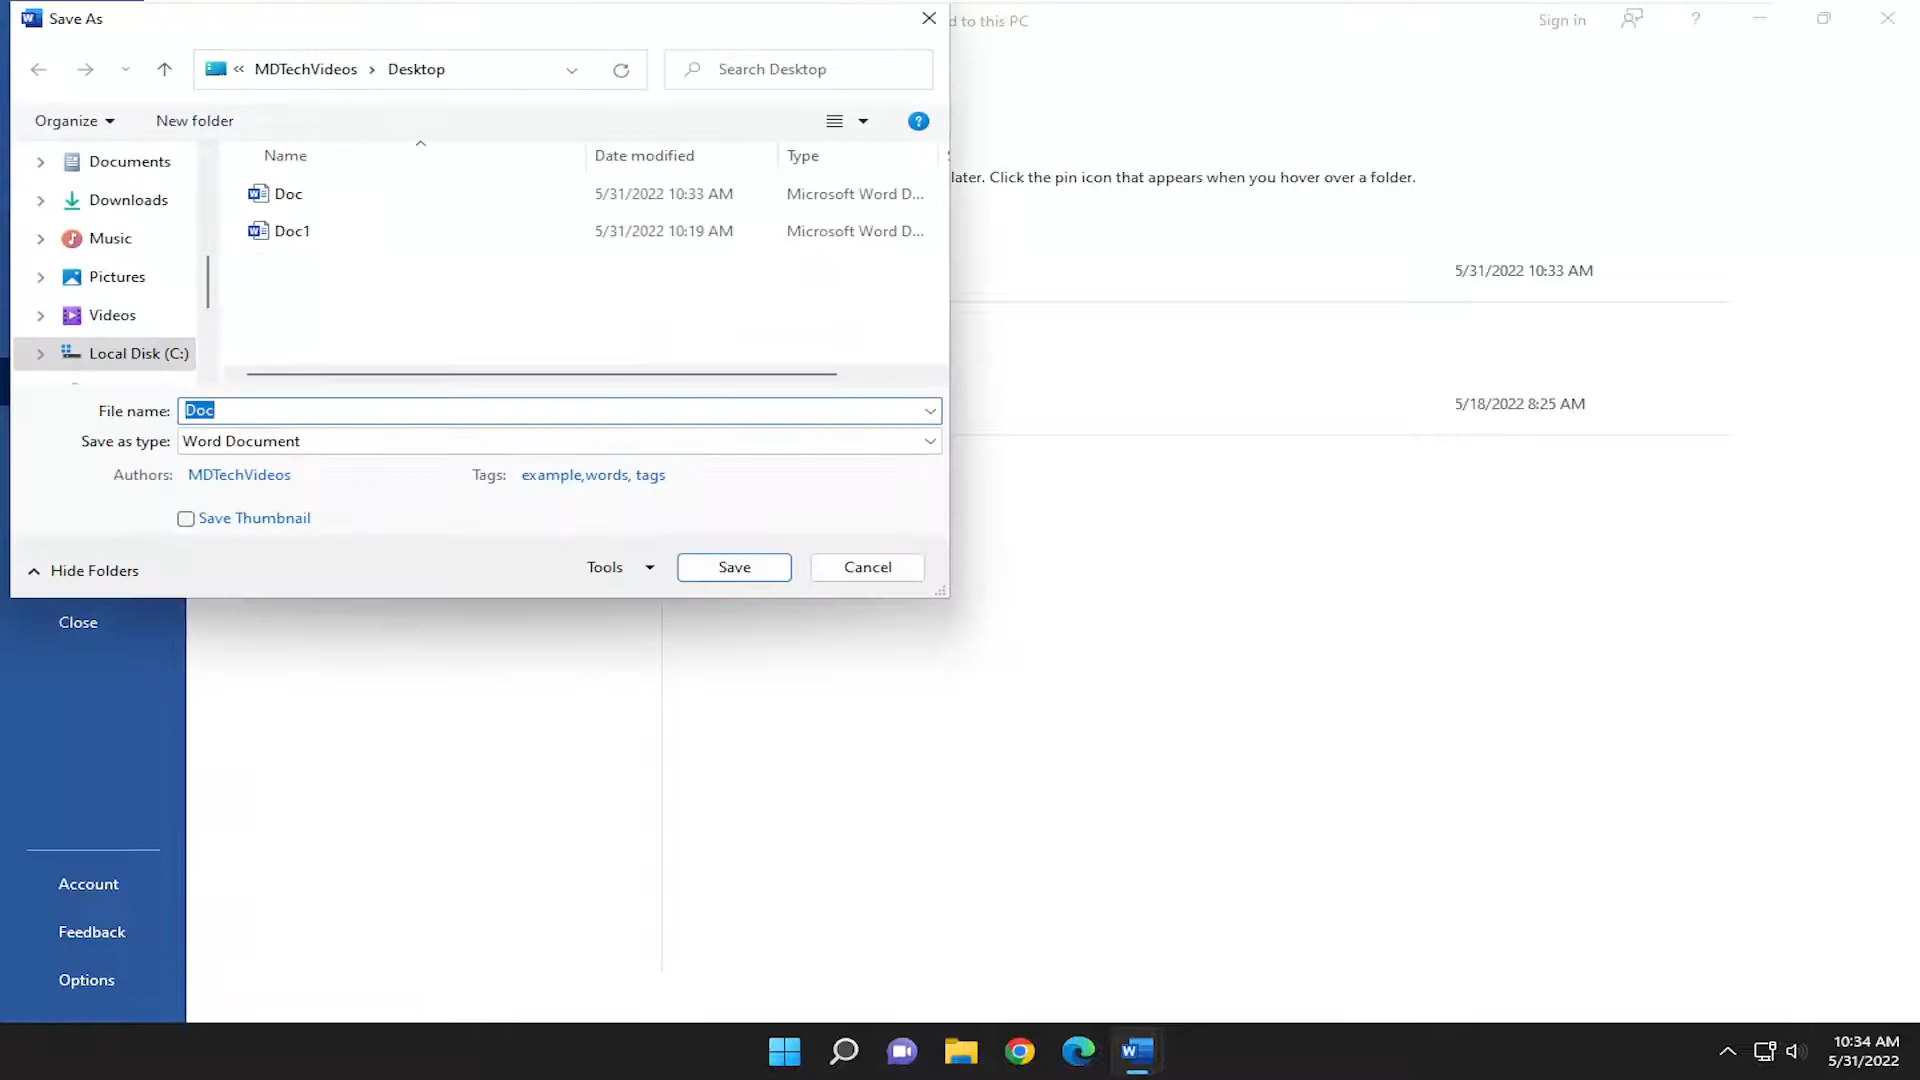 Save As
d to this PC
Sign in
?
« MDTechVideos > Desktop
Search Desktop
Organize
New folder
?
Name
Date modified
Type
Documents
later. Click the pin icon that appears when you hover over a folder.
Doc
5/31/2022 10:33 AM
Microsoft Word D...
Downloads
Doc1
5/31/2022 10:19 AM
Microsoft Word D...
Music
Pictures
5/31/2022 10:33 AM
Videos
Local Disk (C:)
File name:
Doc
5/18/2022 8:25 AM
Save as type:
Word Document
Authors:
MDTechVideos
Tags:
example,words, tags
Save Thumbnail
Hide Folders
Tools
Save
Cancel
Close
Account
Feedback
Options
10:34 AM
5/31/2022